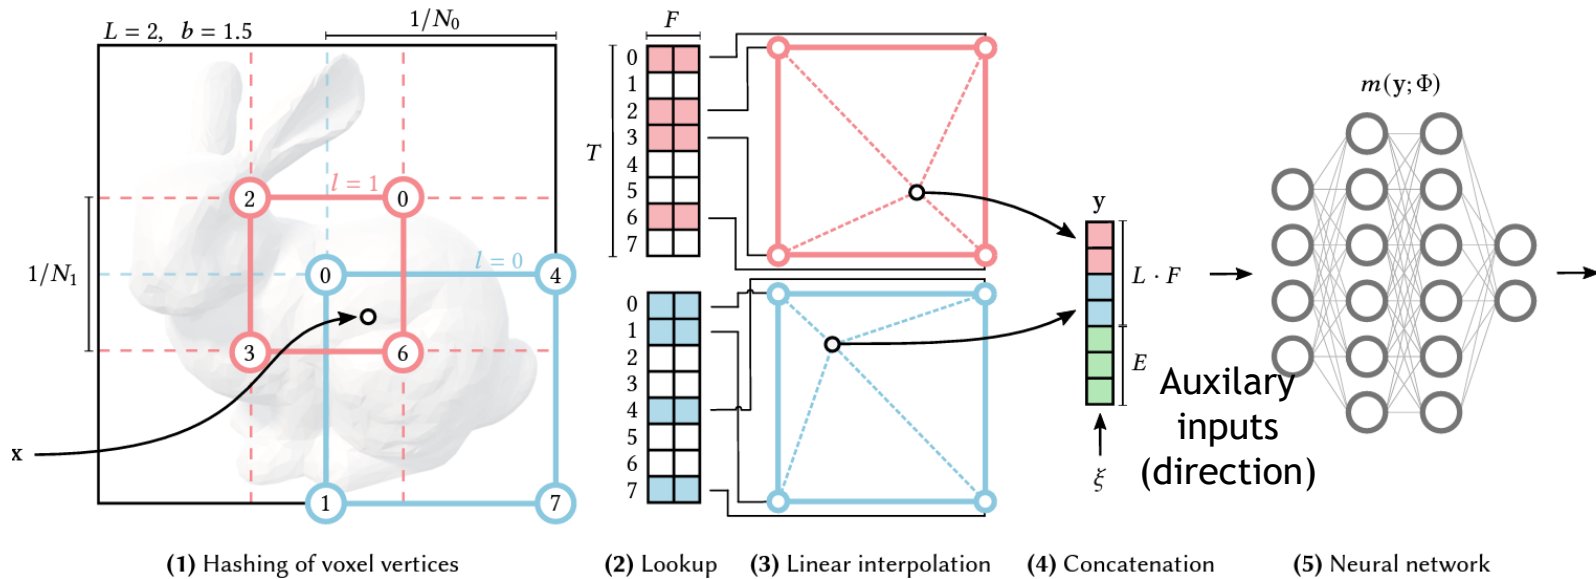 L = 2, b = 1.5
1/N₀
l = 1
2
0
1/N₁
l = 0
0
4
3
6
x
1
7
(1) Hashing of voxel vertices
F
T
0
1
2
3
4
5
6
7
0
1
2
3
4
5
6
7
(2) Lookup
(3) Linear interpolation
y
L · F
E
ξ
(4) Concatenation
Auxilary
inputs
(direction)
m(y; Φ)
(5) Neural network